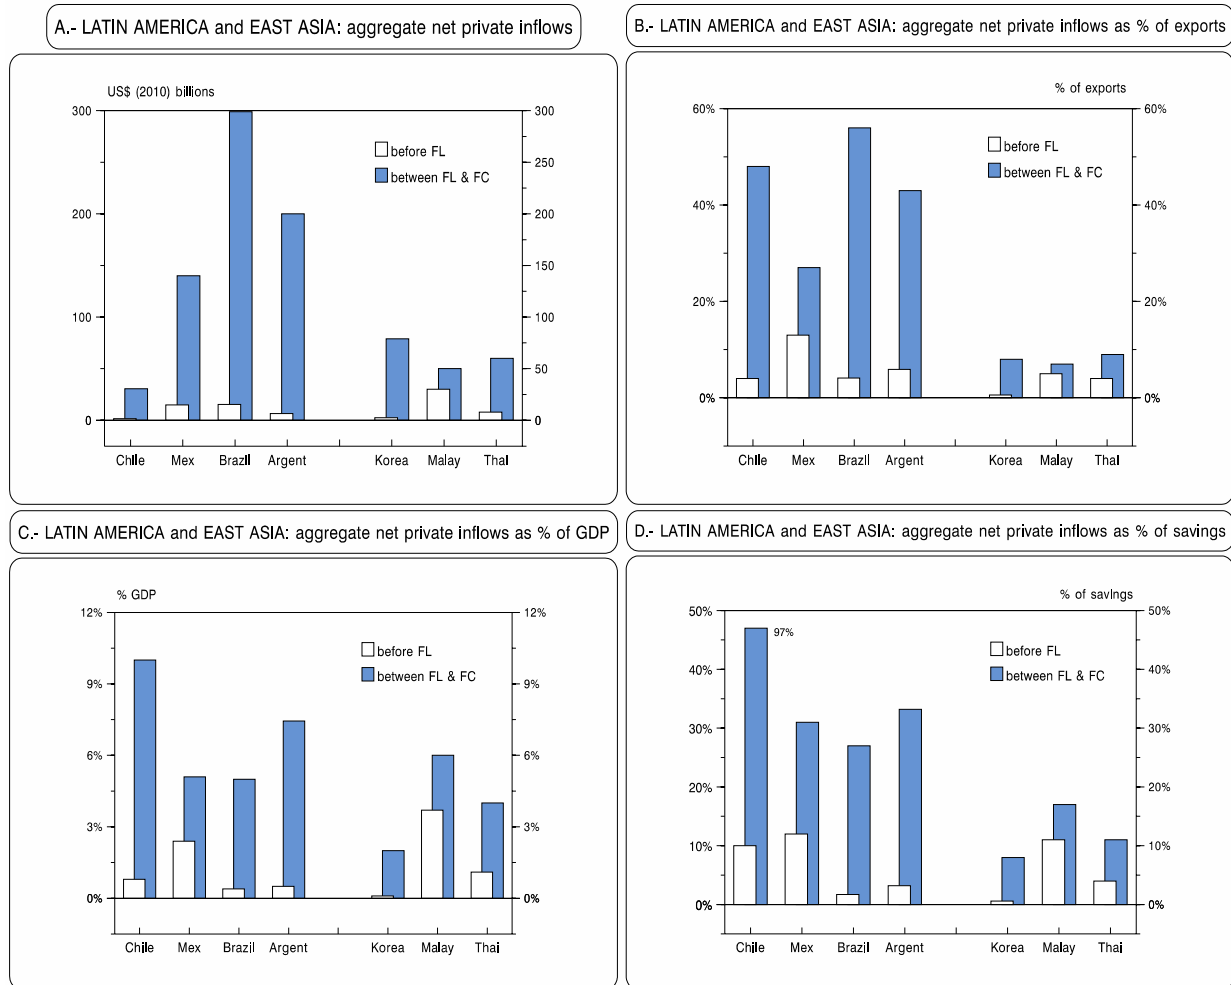 A.- LATIN AMERICA and EAST ASIA: aggregate net private inflows
US$ (2010) billions
300
300
250
200
200
150
100
100
50
0
0
before FL
between FL & FC
Chile
Mex
Brazil
Argent
Korea
Malay
Thai
B.- LATIN AMERICA and EAST ASIA: aggregate net private inflows as % of exports
% of exports
60%
60%
40%
40%
20%
20%
0%
0%
before FL
between FL & FC
Chile
Mex
Brazil
Argent
Korea
Malay
Thai
C.- LATIN AMERICA and EAST ASIA: aggregate net private inflows as % of GDP
% GDP
12%
12%
9%
9%
6%
6%
3%
3%
0%
0%
before FL
between FL & FC
Chile
Mex
Brazil
Argent
Korea
Malay
Thai
D.- LATIN AMERICA and EAST ASIA: aggregate net private inflows as % of savings
% of savings
50%
50%
40%
40%
30%
30%
20%
20%
10%
10%
0%
0%
97%
before FL
between FL & FC
Chile
Mex
Brazil
Argent
Korea
Malay
Thai